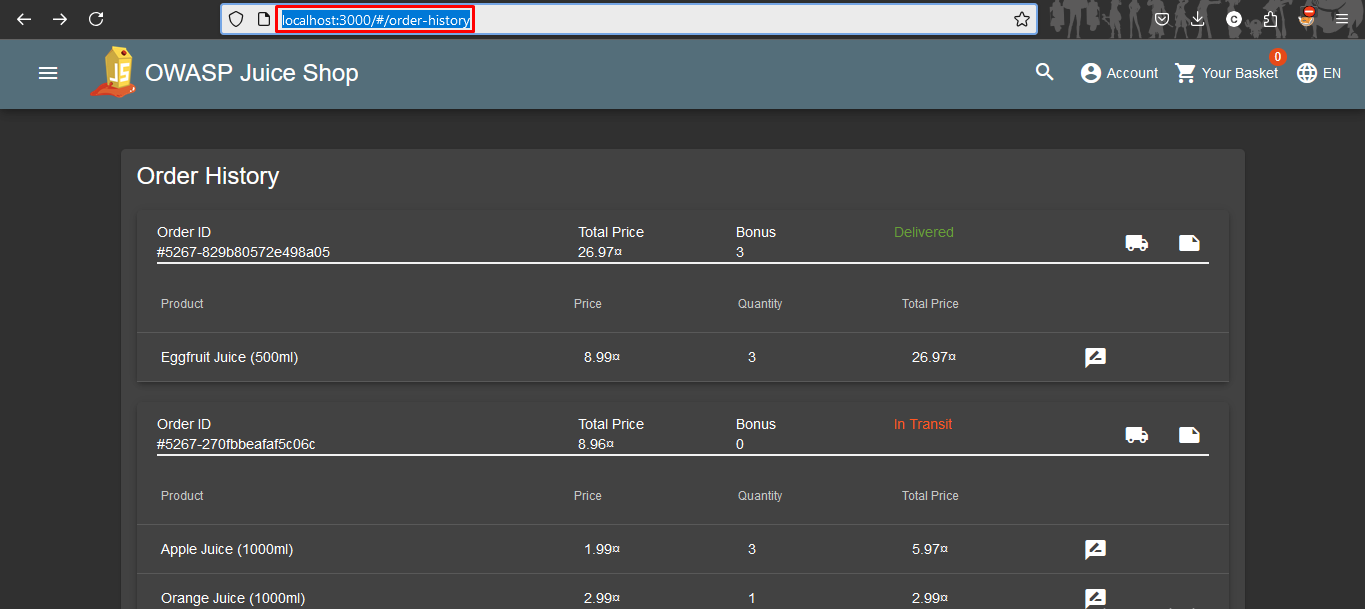 localhost:3000/#/order-history
C
JS
OWASP Juice Shop
Account
Your Basket
0
EN
Order History
Order ID Total Price Bonus Delivered
#5267-829b80572e498a05 26.97¤ 3
Product Price Quantity Total Price
Eggfruit Juice (500ml) 8.99¤ 3 26.97¤
Order ID Total Price Bonus In Transit
#5267-270fbbeafaf5c06c 8.96¤ 0
Product Price Quantity Total Price
Apple Juice (1000ml) 1.99¤ 3 5.97¤
Orange Juice (1000ml) 2.99¤ 1 2.99¤